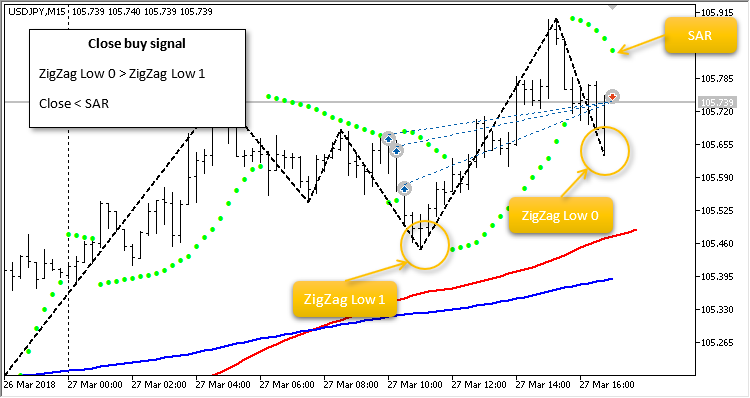 USDJPY,M15 105.739 105.740 105.739 105.739
Close buy signal
ZigZag Low 0 > ZigZag Low 1
Close < SAR
SAR
ZigZag Low 0
ZigZag Low 1
105.915
105.785
105.739
105.720
105.655
105.590
105.525
105.460
105.395
105.330
105.265
26 Mar 2018
27 Mar 00:00
27 Mar 02:00
27 Mar 04:00
27 Mar 06:00
27 Mar 08:00
27 Mar 10:00
27 Mar 12:00
27 Mar 14:00
27 Mar 16:00